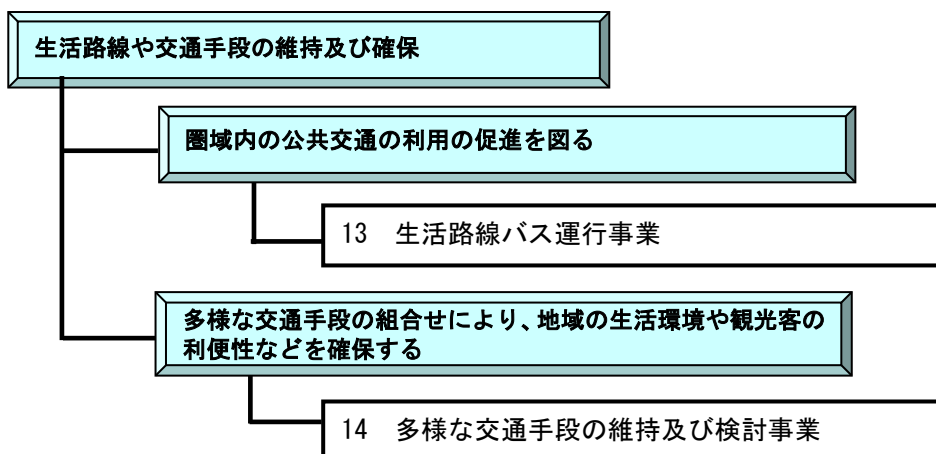 生活路線や交通手段の維持及び確保
圏域内の公共交通の利用の促進を図る
13　生活路線バス運行事業
多様な交通手段の組合せにより、地域の生活環境や観光客の
利便性などを確保する
14　多様な交通手段の維持及び検討事業